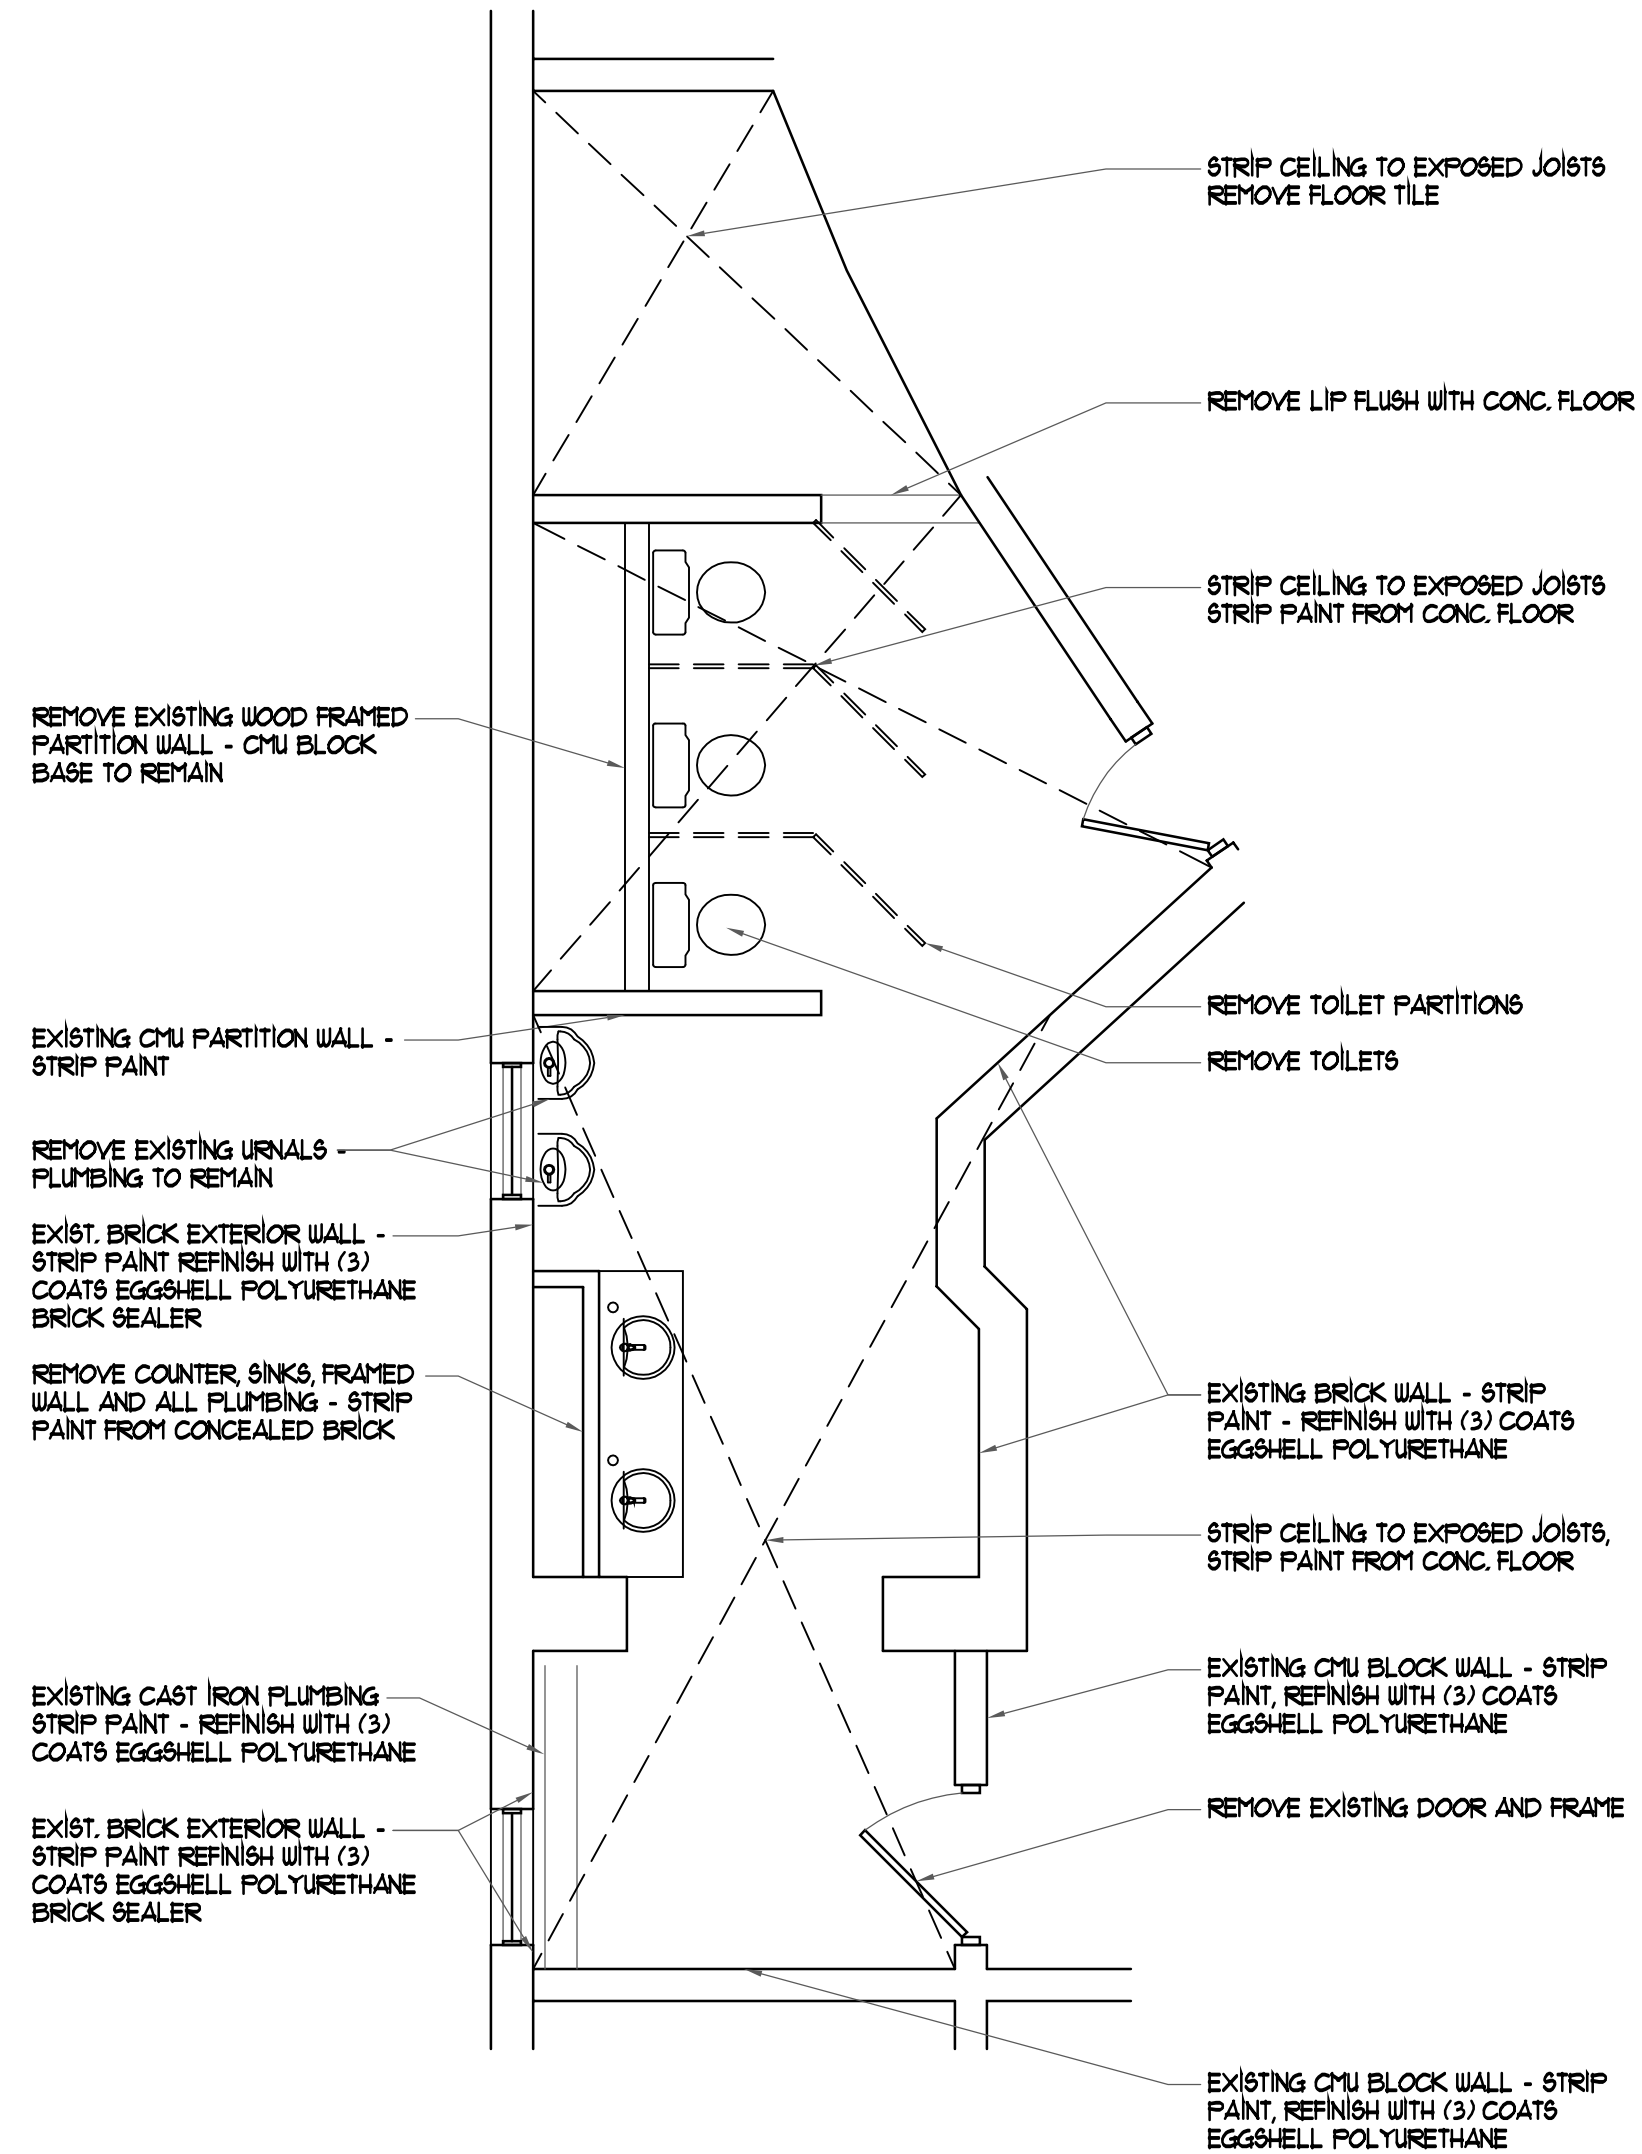 STRIP CEILING TO EXPOSED JOISTS
REMOVE FLOOR TILE
REMOVE LIP FLUSH WITH CONC. FLOOR
STRIP CEILING TO EXPOSED JOISTS
STRIP PAINT FROM CONC. FLOOR
REMOVE EXISTING WOOD FRAMED
PARTITION WALL - CMU BLOCK
BASE TO REMAIN
REMOVE TOILET PARTITIONS
REMOVE TOILETS
EXISTING CMU PARTITION WALL -
STRIP PAINT
REMOVE EXISTING URNALS -
PLUMBING TO REMAIN
EXIST. BRICK EXTERIOR WALL -
STRIP PAINT REFINISH WITH (3)
COATS EGGSHELL POLYURETHANE
BRICK SEALER
REMOVE COUNTER, SINKS, FRAMED
WALL AND ALL PLUMBING - STRIP
PAINT FROM CONCEALED BRICK
EXISTING BRICK WALL - STRIP
PAINT - REFINISH WITH (3) COATS
EGGSHELL POLYURETHANE
STRIP CEILING TO EXPOSED JOISTS,
STRIP PAINT FROM CONC. FLOOR
EXISTING CMU BLOCK WALL - STRIP
PAINT, REFINISH WITH (3) COATS
EGGSHELL POLYURETHANE
EXISTING CAST IRON PLUMBING
STRIP PAINT - REFINISH WITH (3)
COATS EGGSHELL POLYURETHANE
REMOVE EXISTING DOOR AND FRAME
EXIST. BRICK EXTERIOR WALL -
STRIP PAINT REFINISH WITH (3)
COATS EGGSHELL POLYURETHANE
BRICK SEALER
EXISTING CMU BLOCK WALL - STRIP
PAINT, REFINISH WITH (3) COATS
EGGSHELL POLYURETHANE